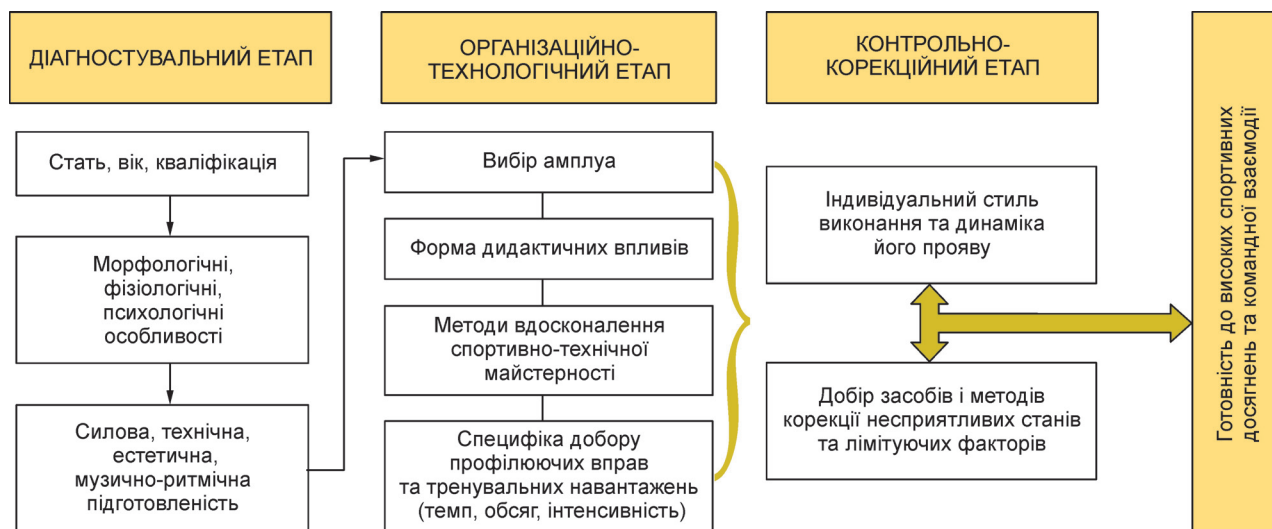 ДІАГНОСТУВАЛЬНИЙ ЕТАП
Стать, вік, кваліфікація
Морфологічні,
фізіологічні,
психологічні
особливості
Силова, технічна,
естетична,
музично-ритмічна
підготовленість
ОРГАНІЗАЦІЙНО-
ТЕХНОЛОГІЧНИЙ ЕТАП
Вибір амплуа
Форма дидактичних впливів
Методи вдосконалення
спортивно-технічної
майстерності
Специфіка добору
профілюючих вправ
та тренувальних навантажень
(темп, обсяг, інтенсивність)
КОНТРОЛЬНО-
КОРЕКЦІЙНИЙ ЕТАП
Індивідуальний стиль
виконання та динаміка
його прояву
Добір засобів і методів
корекції несприятливих станів
та лімітуючих факторів
Готовність до високих спортивних
досягнень та командної взаємодії